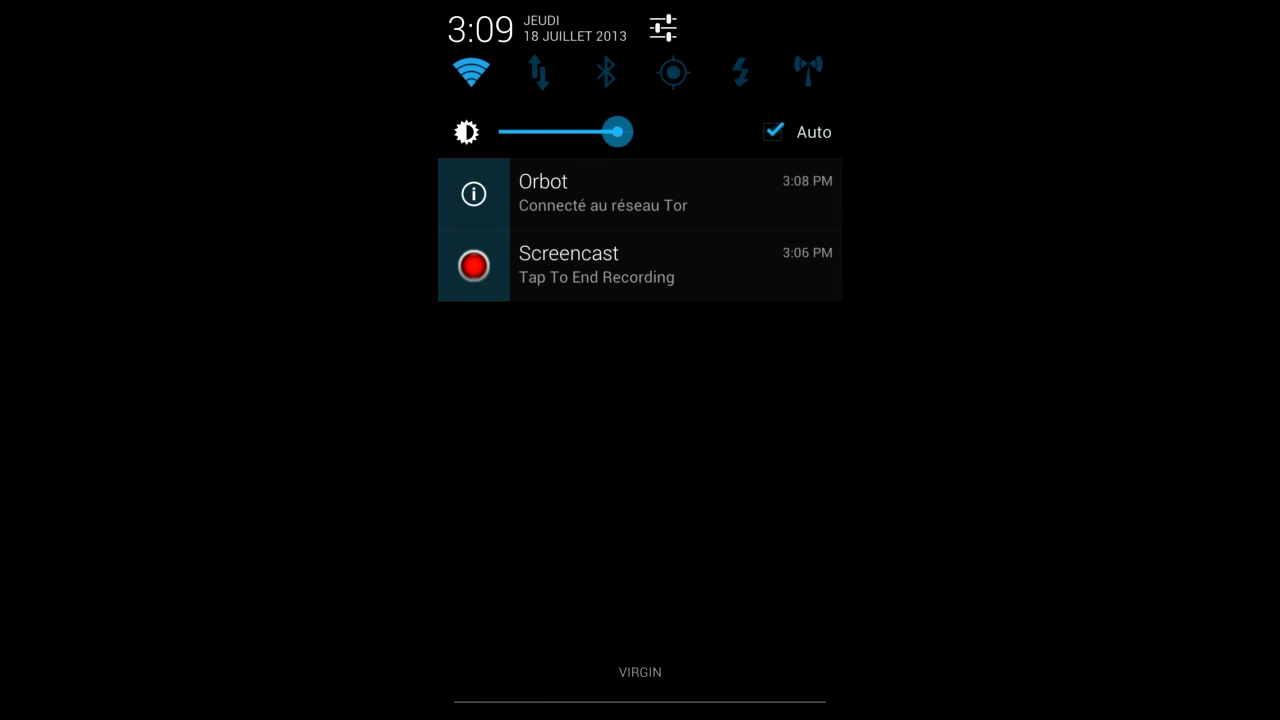 3:09
JEUDI
18 JUILLET 2013
Auto
Orbot
3:08 PM
Connecté au réseau Tor
Screencast
3:06 PM
Tap To End Recording
VIRGIN